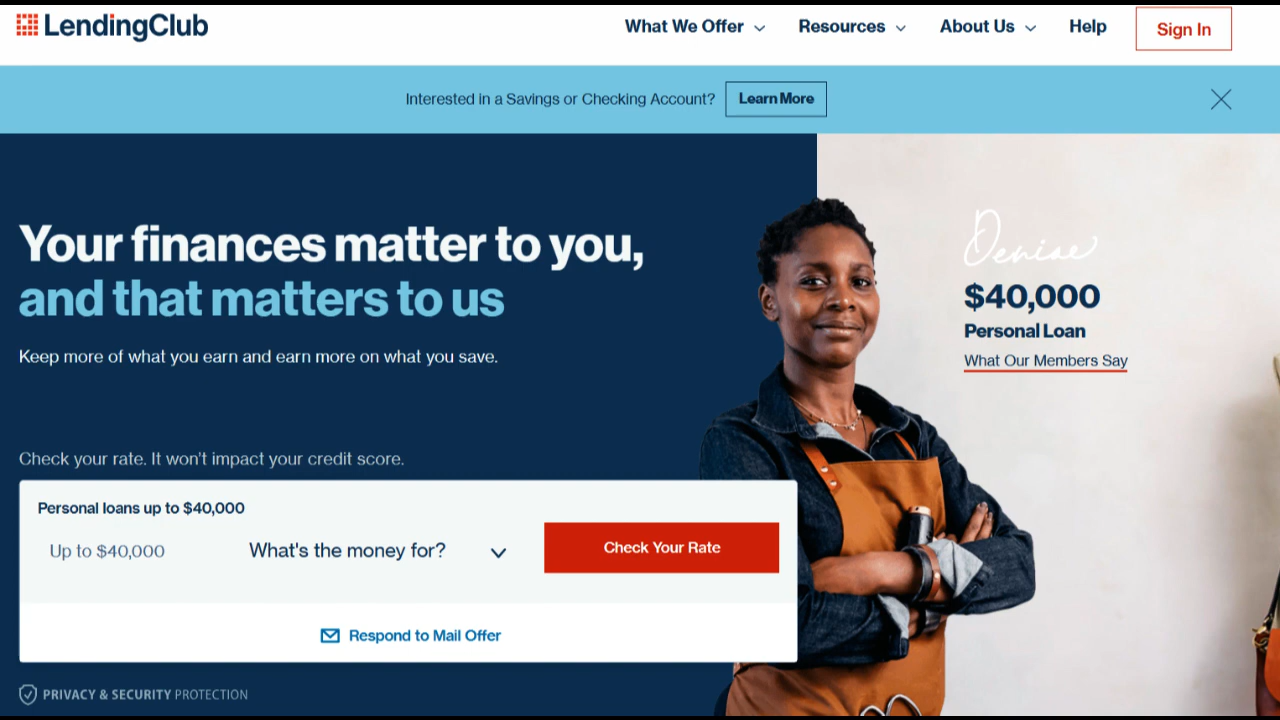 LendingClub
What We Offer
Resources
About Us
Help
Sign In
Interested in a Savings or Checking Account?
Learn More
Your finances matter to you,
and that matters to us
Keep more of what you earn and earn more on what you save.
Denise
$40,000
Personal Loan
What Our Members Say
Check your rate. It won't impact your credit score.
Personal loans up to $40,000
Up to $40,000
What's the money for?
Check Your Rate
Respond to Mail Offer
PRIVACY & SECURITY PROTECTION